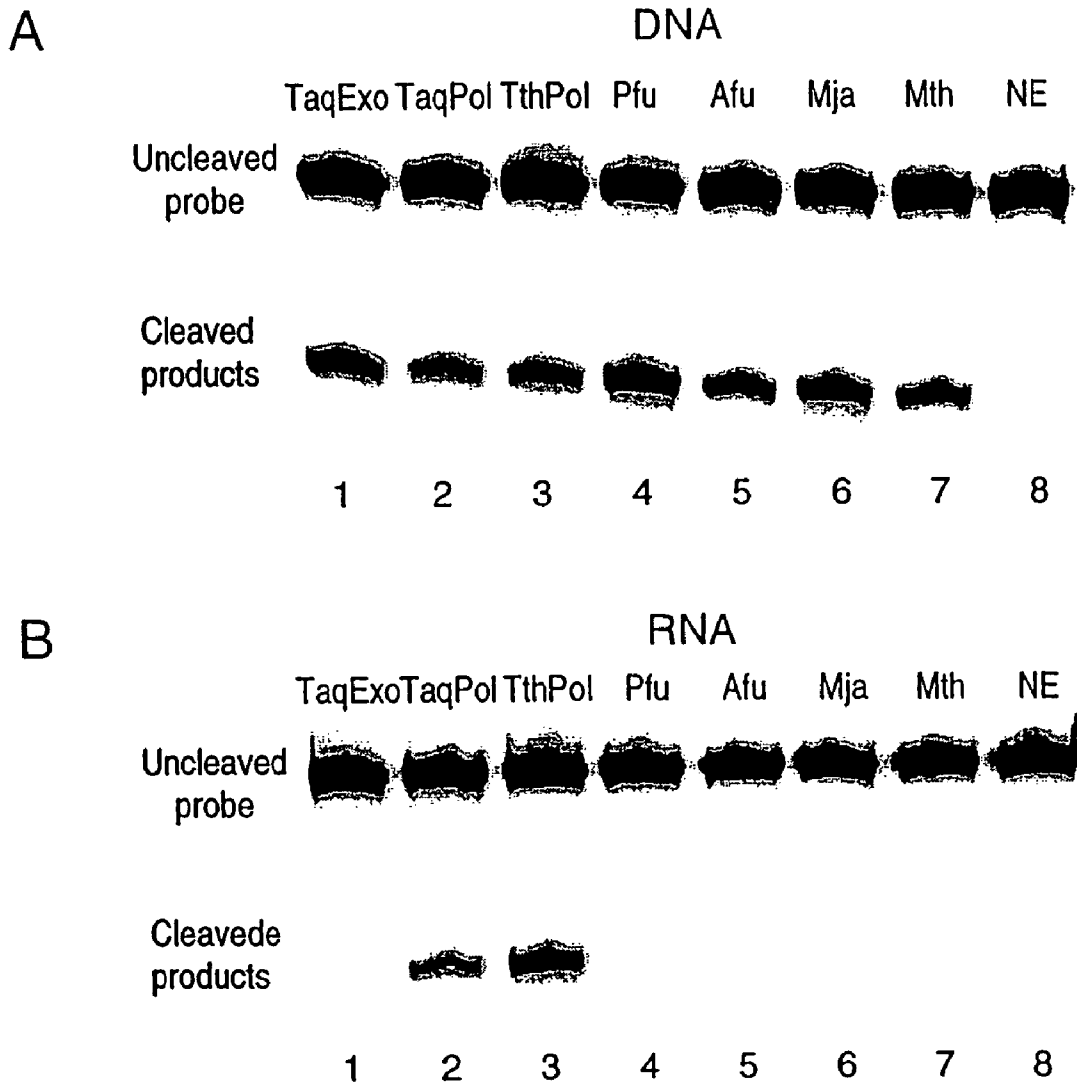 A
DNA
TaqExo TaqPol TthPol Pfu Afu Mja Mth NE
Uncleaved
probe
Cleaved
products
1 2 3 4 5 6 7 8
B
RNA
TaqExo TaqPol TthPol Pfu Afu Mja Mth NE
Uncleaved
probe
Cleavede
products
1 2 3 4 5 6 7 8